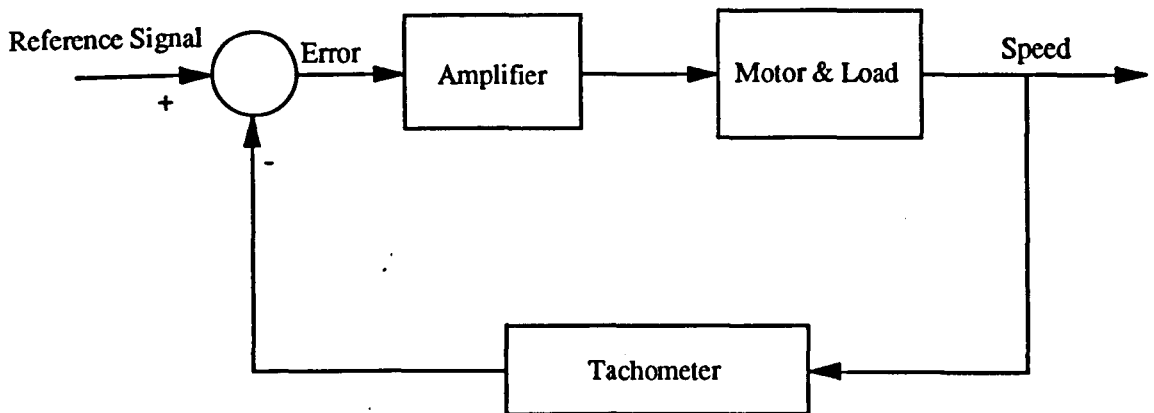 Reference Signal
Error
Amplifier
Motor & Load
Speed
+
-
Tachometer